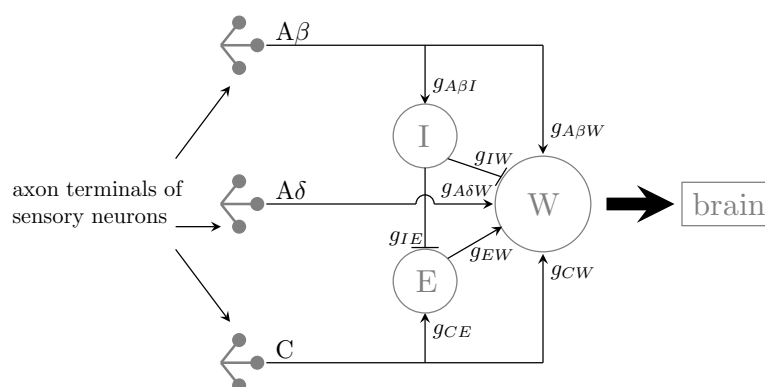 Aβ
g_{AβI}
I
g_{AβW}
g_{IW}
axon terminals of
sensory neurons
Aδ
g_{AδW}
W
brain
g_{IE}
g_{EW}
E
g_{CW}
g_{CE}
C